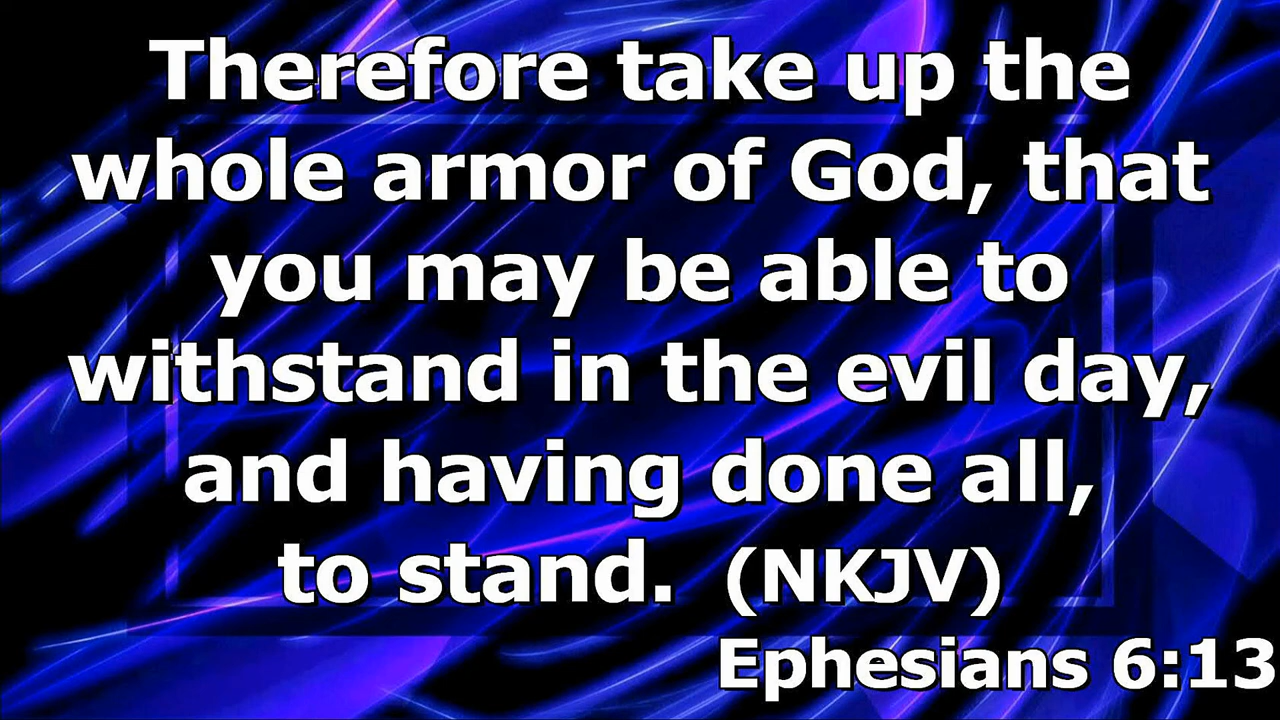 Therefore take up the
whole armor of God, that
you may be able to
withstand in the evil day,
and having done all,
to stand.  (NKJV)
Ephesians 6:13